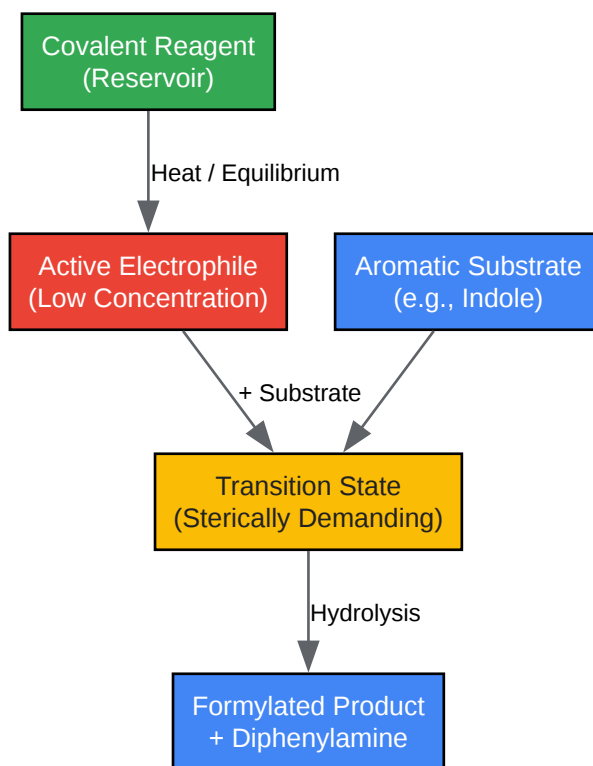 Covalent Reagent
(Reservoir)
Heat / Equilibrium
Active Electrophile
(Low Concentration)
Aromatic Substrate
(e.g., Indole)
+ Substrate
Transition State
(Sterically Demanding)
Hydrolysis
Formylated Product
+ Diphenylamine